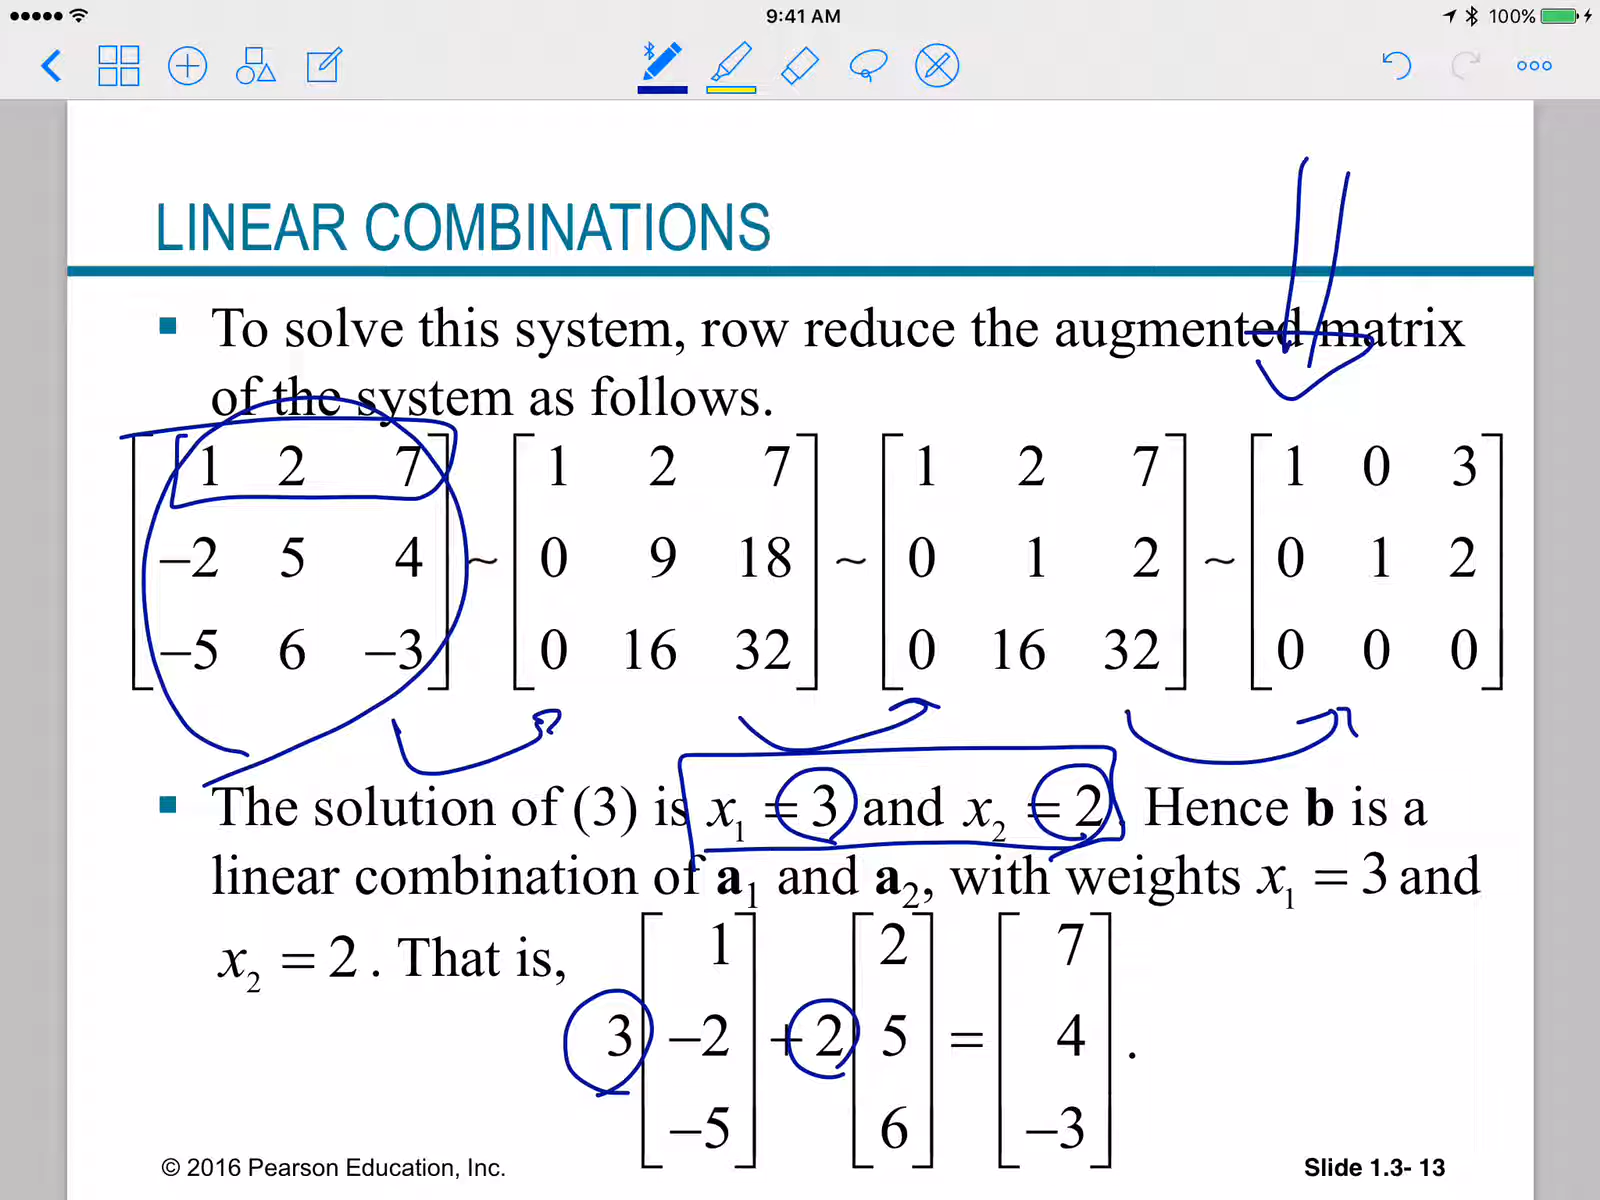 9:41 AM
100%
LINEAR COMBINATIONS
To solve this system, row reduce the augmented matrix
of the system as follows.
[1 2 7; −2 5 4; −5 6 −3] ~ [1 2 7; 0 9 18; 0 16 32] ~ [1 2 7; 0 1 2; 0 16 32] ~ [1 0 3; 0 1 2; 0 0 0]
The solution of (3) is x₁ = 3 and x₂ = 2. Hence b is a
linear combination of a₁ and a₂, with weights x₁ = 3 and
x₂ = 2. That is,
3 [1; −2; −5] + 2 [2; 5; 6] = [7; 4; −3].
© 2016 Pearson Education, Inc.
Slide 1.3- 13